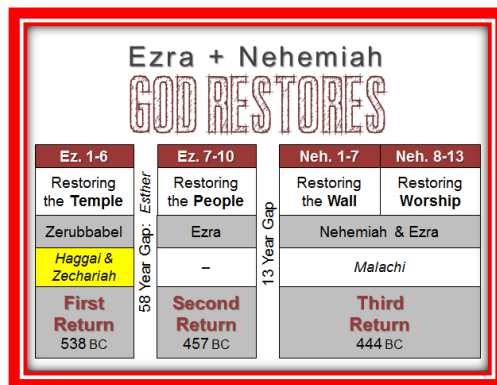 Ezra + Nehemiah
GOD RESTORES
Ez. 1-6
Restoring
the Temple
Zerubbabel
Haggai &
Zechariah
First
Return
538 BC
58 Year Gap: Esther
Ez. 7-10
Restoring
the People
Ezra
–
Second
Return
457 BC
13 Year Gap
Neh. 1-7
Neh. 8-13
Restoring
the Wall
Restoring
Worship
Nehemiah & Ezra
Malachi
Third
Return
444 BC